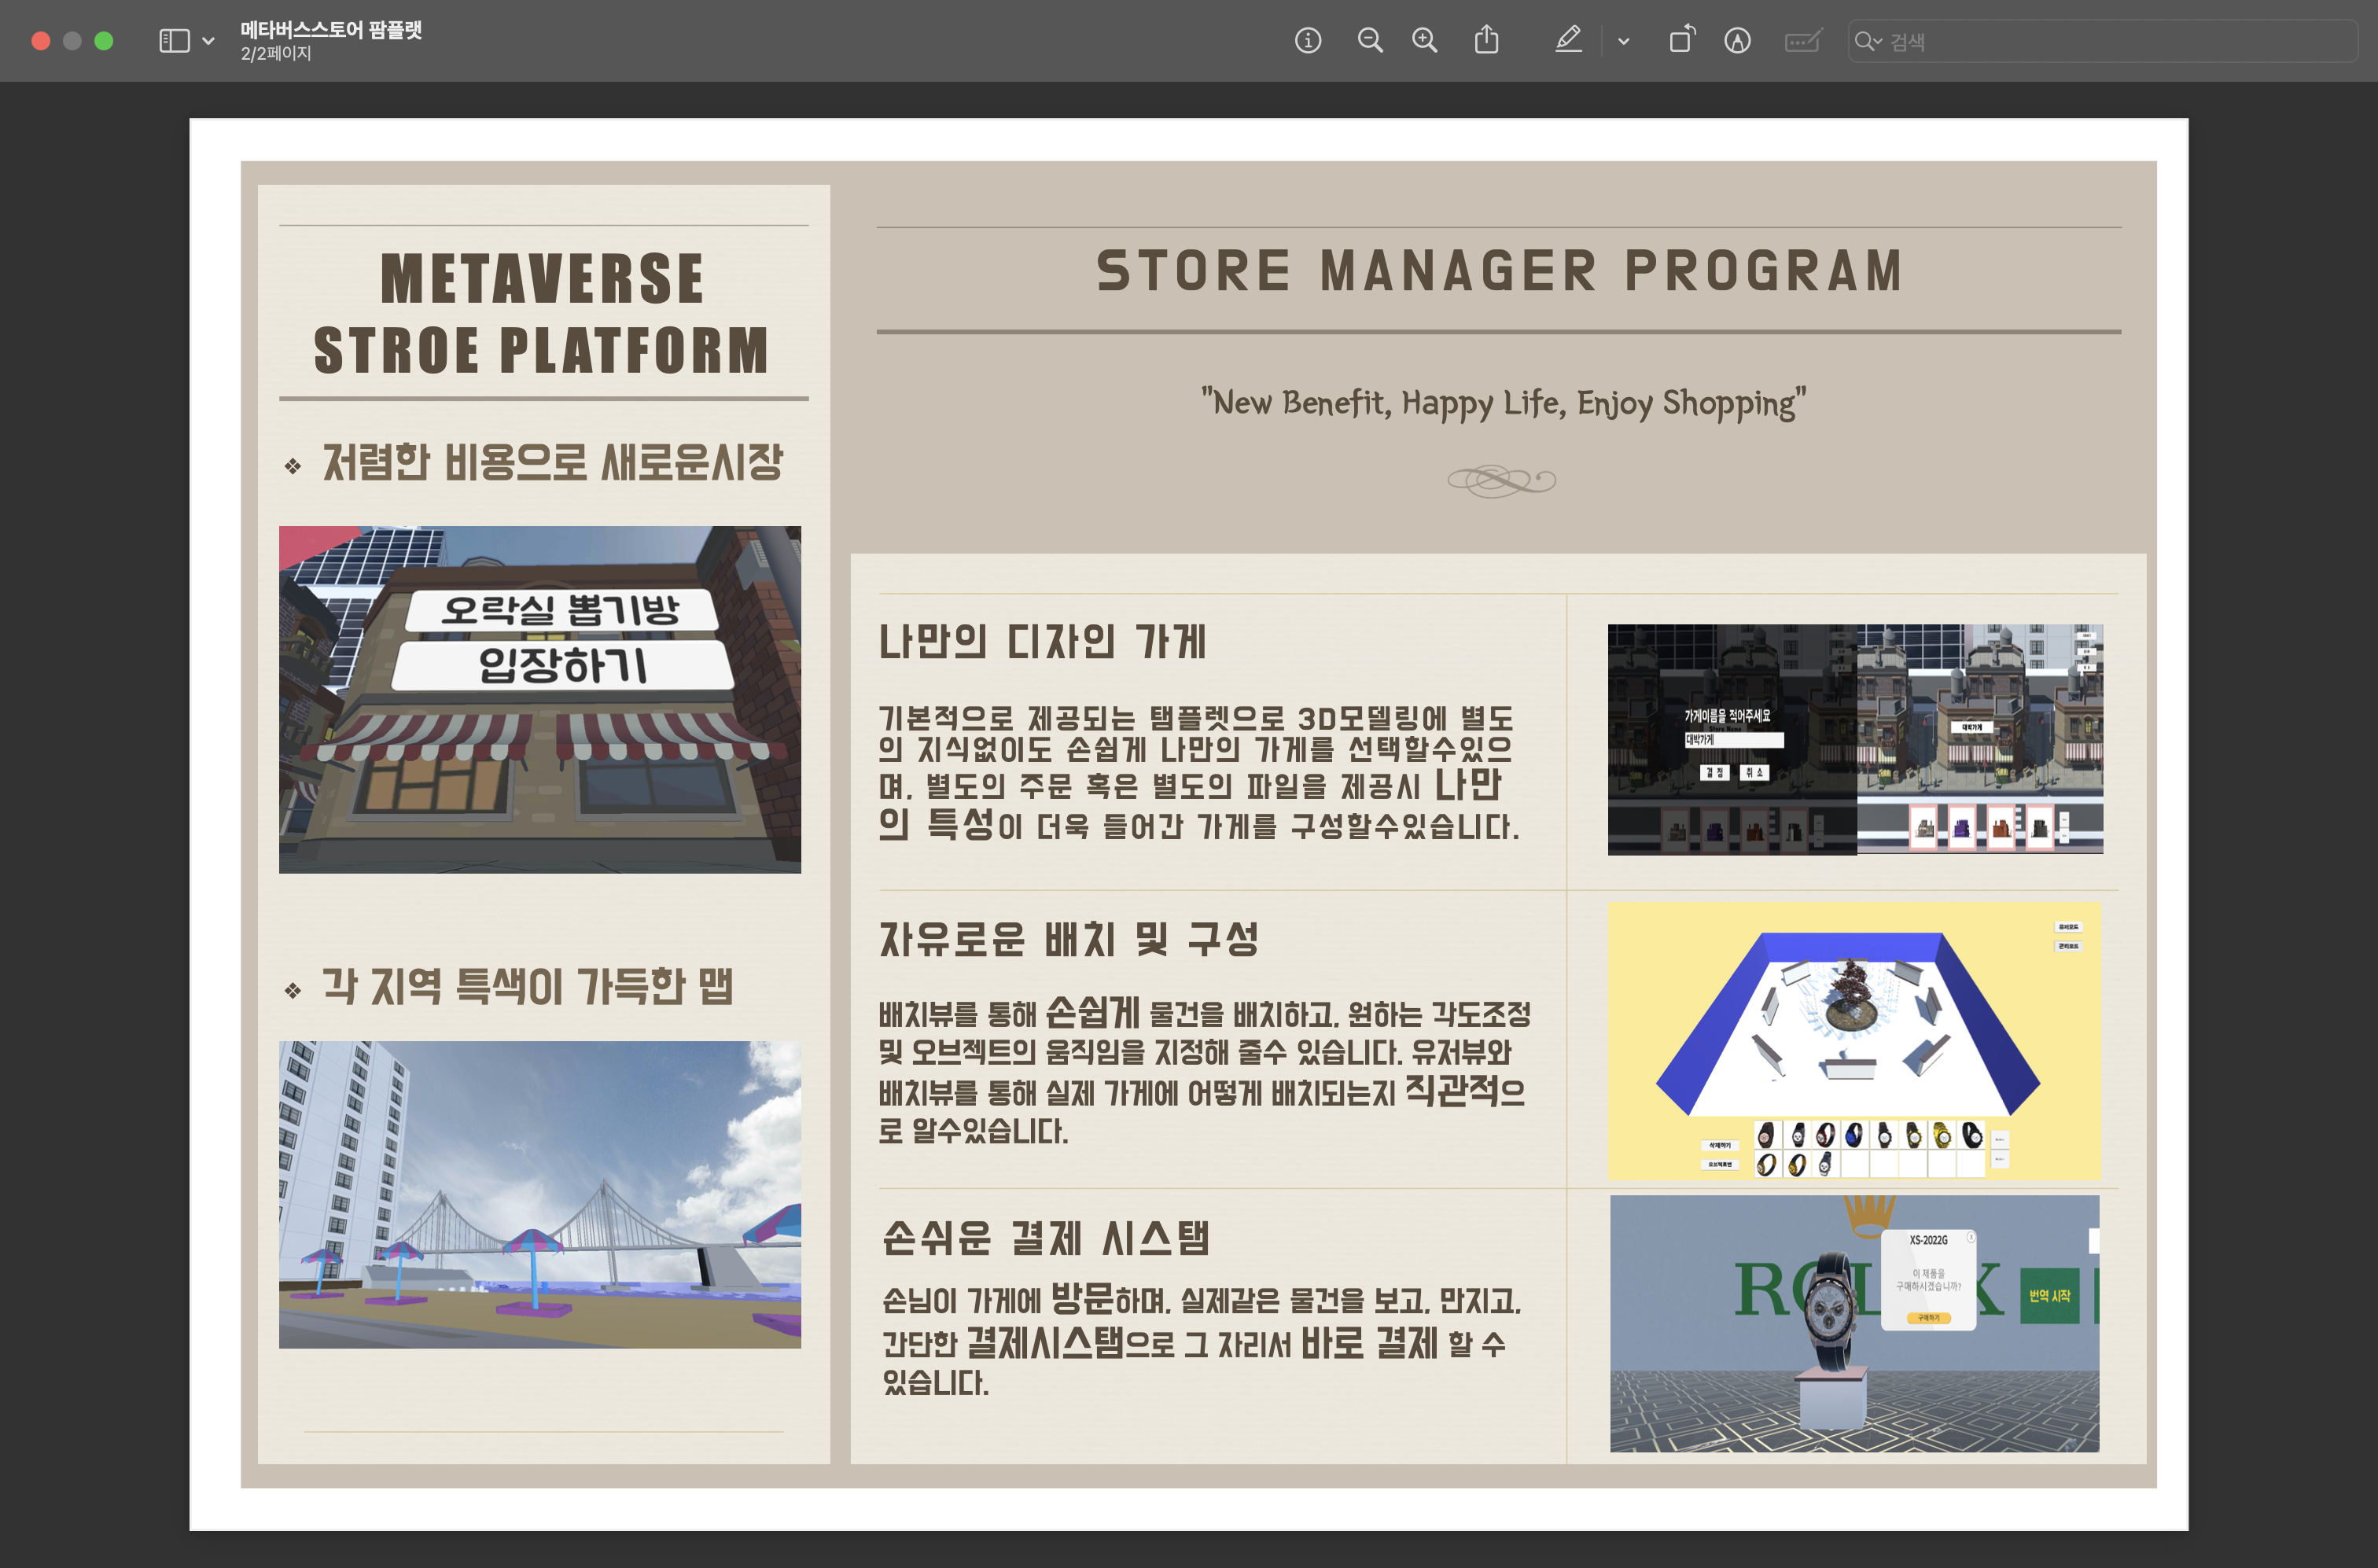 메타버스스토어 팜플랫
2/2페이지
검색
METAVERSE
STROE PLATFORM
❖ 저렴한 비용으로 새로운시장
오락실 뽑기방
입장하기
❖ 각 지역 특색이 가득한 맵
STORE MANAGER PROGRAM
"New Benefit, Happy Life, Enjoy Shopping"
나만의 디자인 가게
기본적으로 제공되는 탬플렛으로 3D모델링에 별도
의 지식없이도 손쉽게 나만의 가게를 선택할수있으
며, 별도의 주문 혹은 별도의 파일을 제공시 나만
의 특성이 더욱 들어간 가게를 구성할수있습니다.
가게이름을 적어주세요
대박가게
결 정 취 소
대박가게
자유로운 배치 및 구성
배치뷰를 통해 손쉽게 물건을 배치하고, 원하는 각도조정
및 오브젝트의 움직임을 지정해 줄수 있습니다. 유저뷰와
배치뷰를 통해 실제 가게에 어떻게 배치되는지 직관적으
로 알수있습니다.
유저모드
관리모드
삭제하기
손쉬운 결제 시스탬
손님이 가게에 방문하며, 실제같은 물건을 보고, 만지고,
간단한 결제시스탬으로 그 자리서 바로 결제 할 수
있습니다.
XS-2022G
이 제품을
구매하시겠습니까?
구매하기
번역 시작